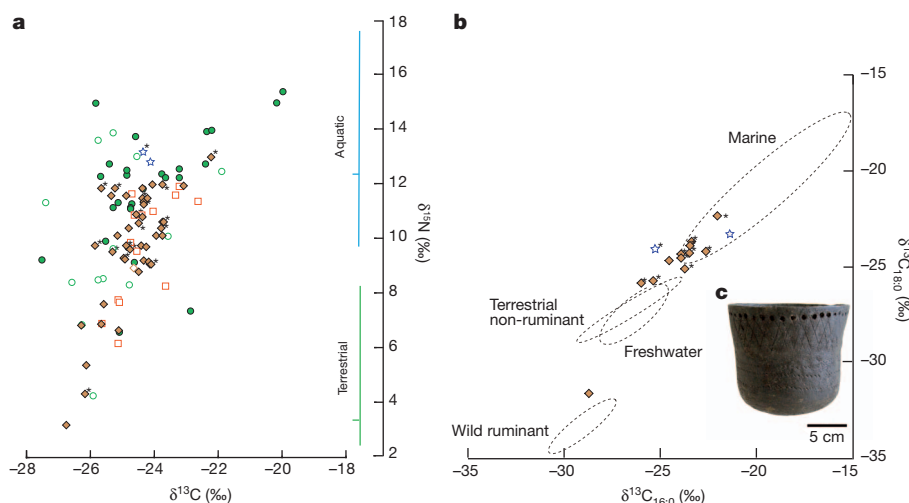 a
18
16
14
12
10
8
6
4
2
δ¹⁵N (‰)
Aquatic
Terrestrial
−28
−26
−24
−22
−20
−18
δ¹³C (‰)
b
−15
−20
−25
−30
−35
δ¹³C₁₈:₀
(‰)
Marine
Terrestrial
non-ruminant
Freshwater
Wild ruminant
c
5 cm
−35
−30
−25
−20
−15
δ¹³C₁₆:₀ (‰)